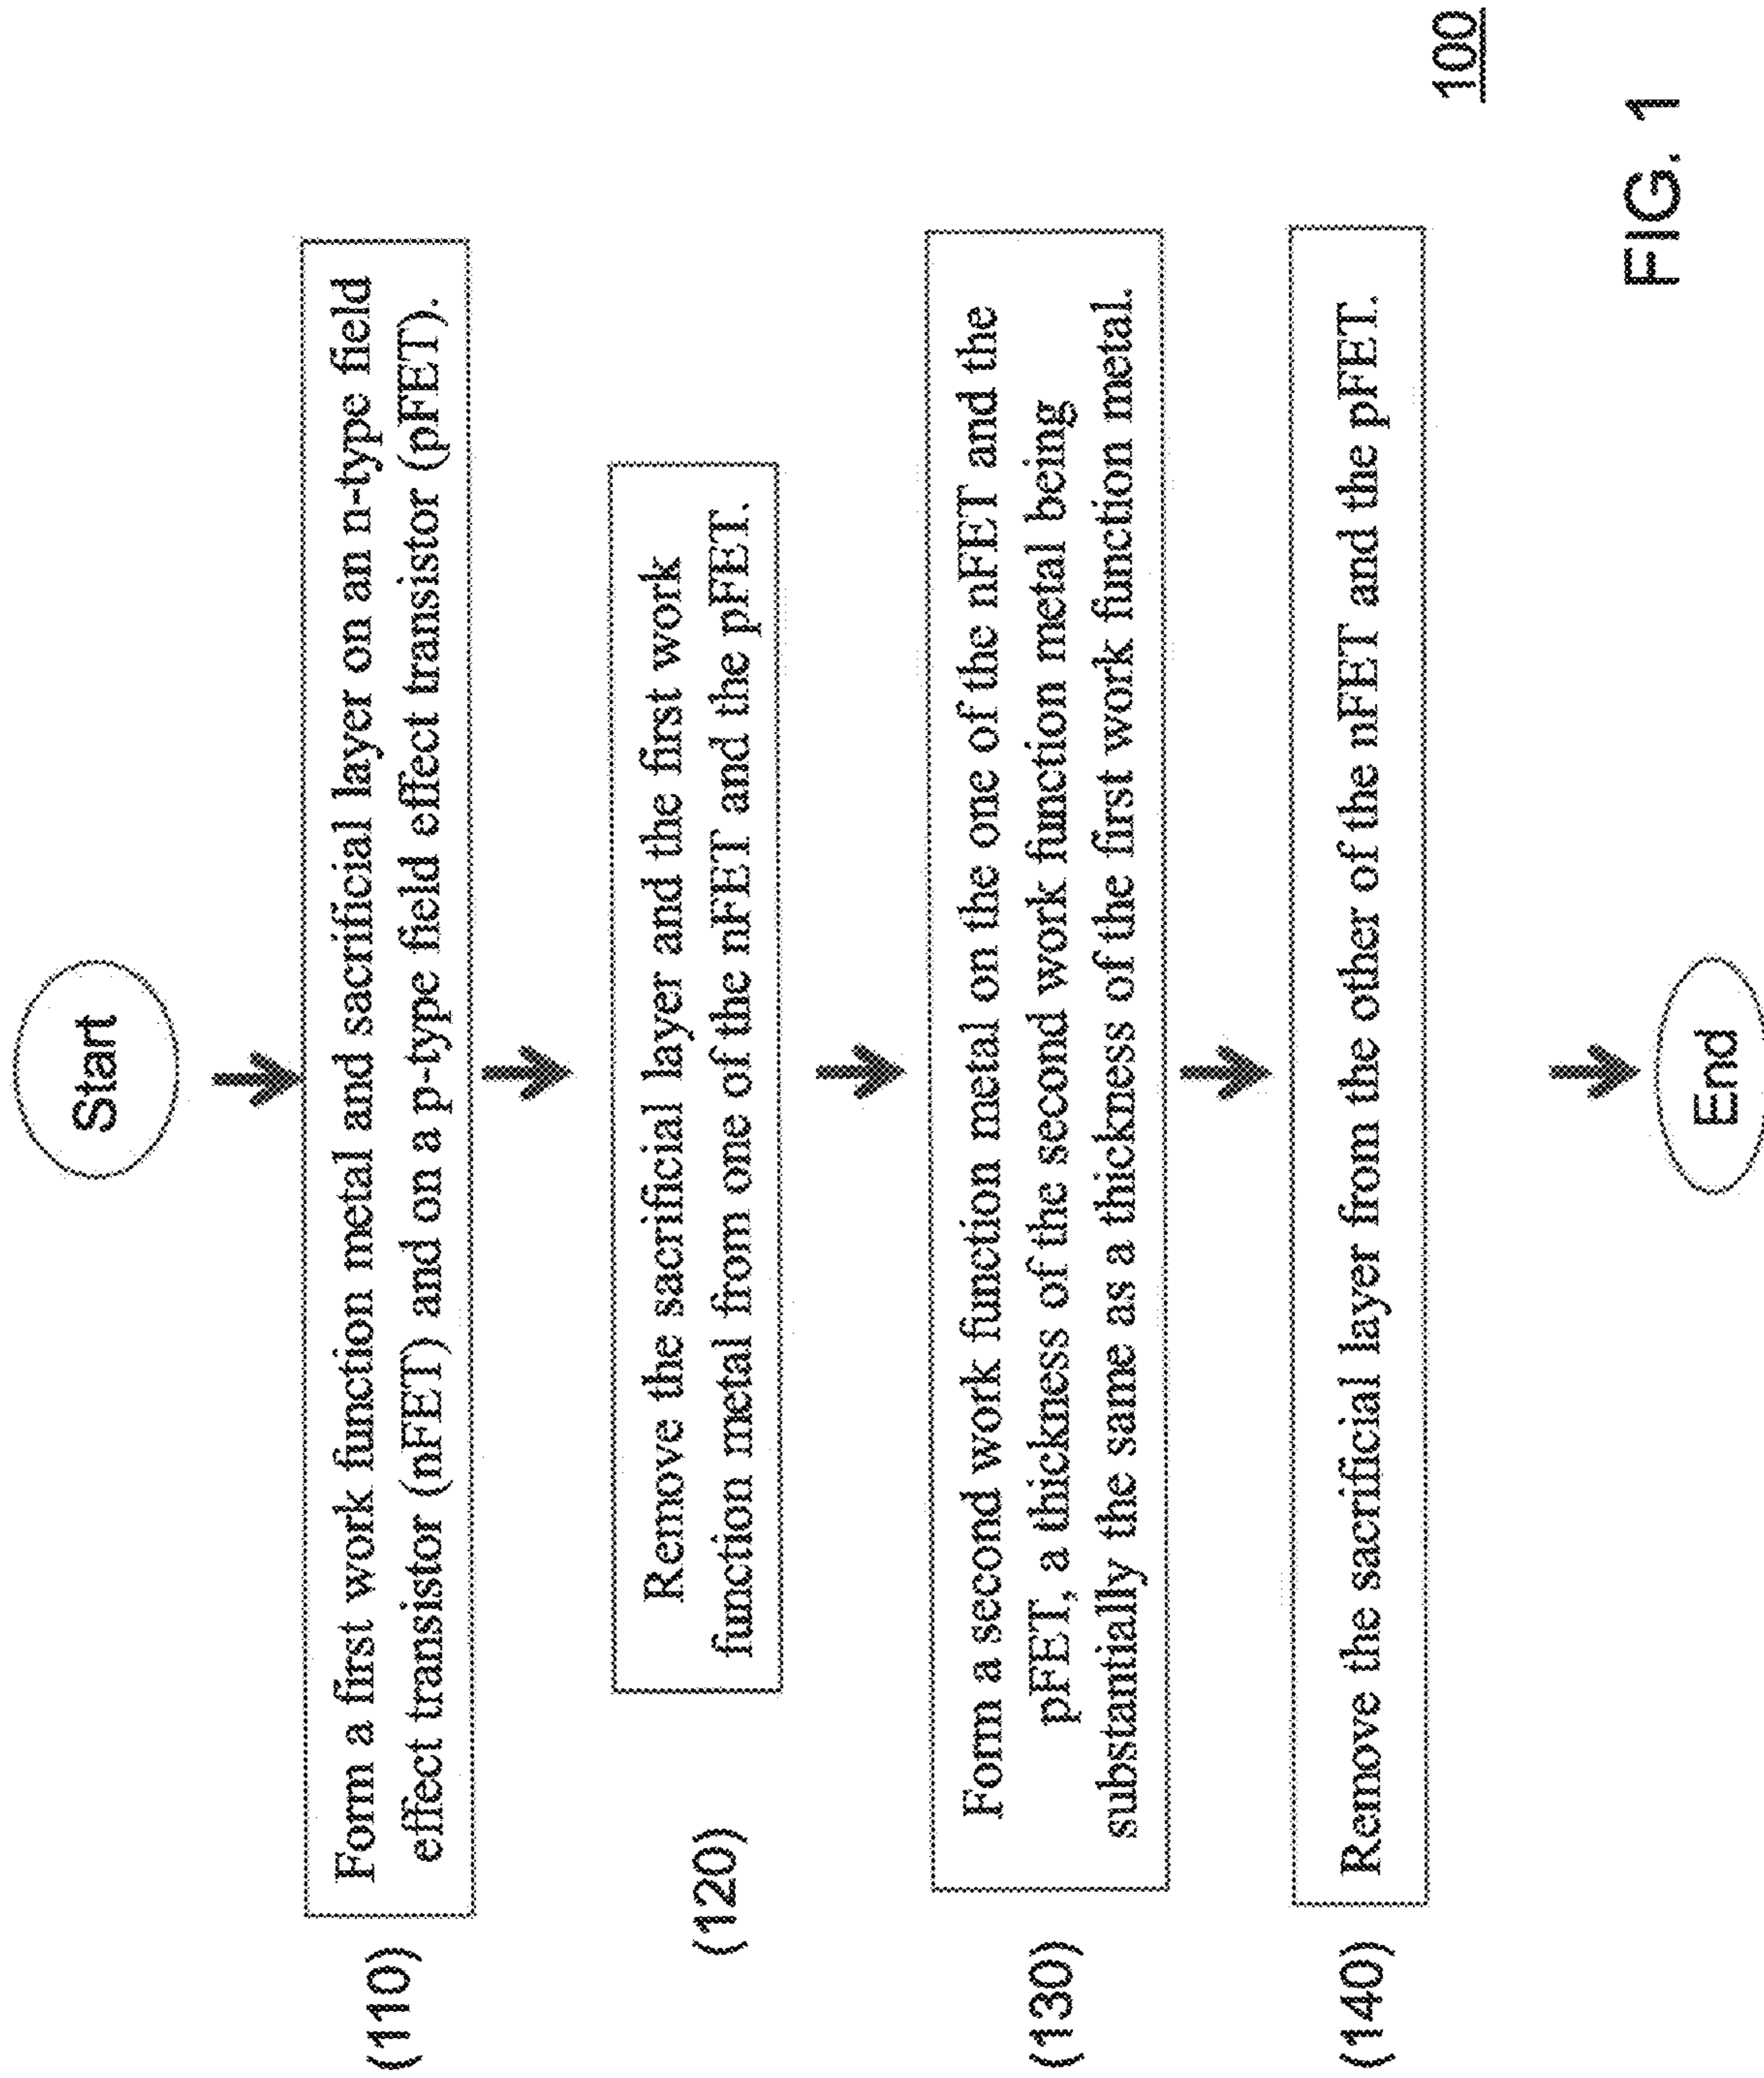 Start
(110)
Form a first work function metal and sacrificial layer on an n-type field
effect transistor (nFET) and on a p-type field effect transistor (pFET).
(120)
Remove the sacrificial layer and the first work
function metal from one of the nFET and the pFET.
(130)
Form a second work function metal on the one of the nFET and the
pFET, a thickness of the second work function metal being
substantially the same as a thickness of the first work function metal.
(140)
Remove the sacrificial layer from the other of the nFET and the pFET.
End
100
FIG. 1